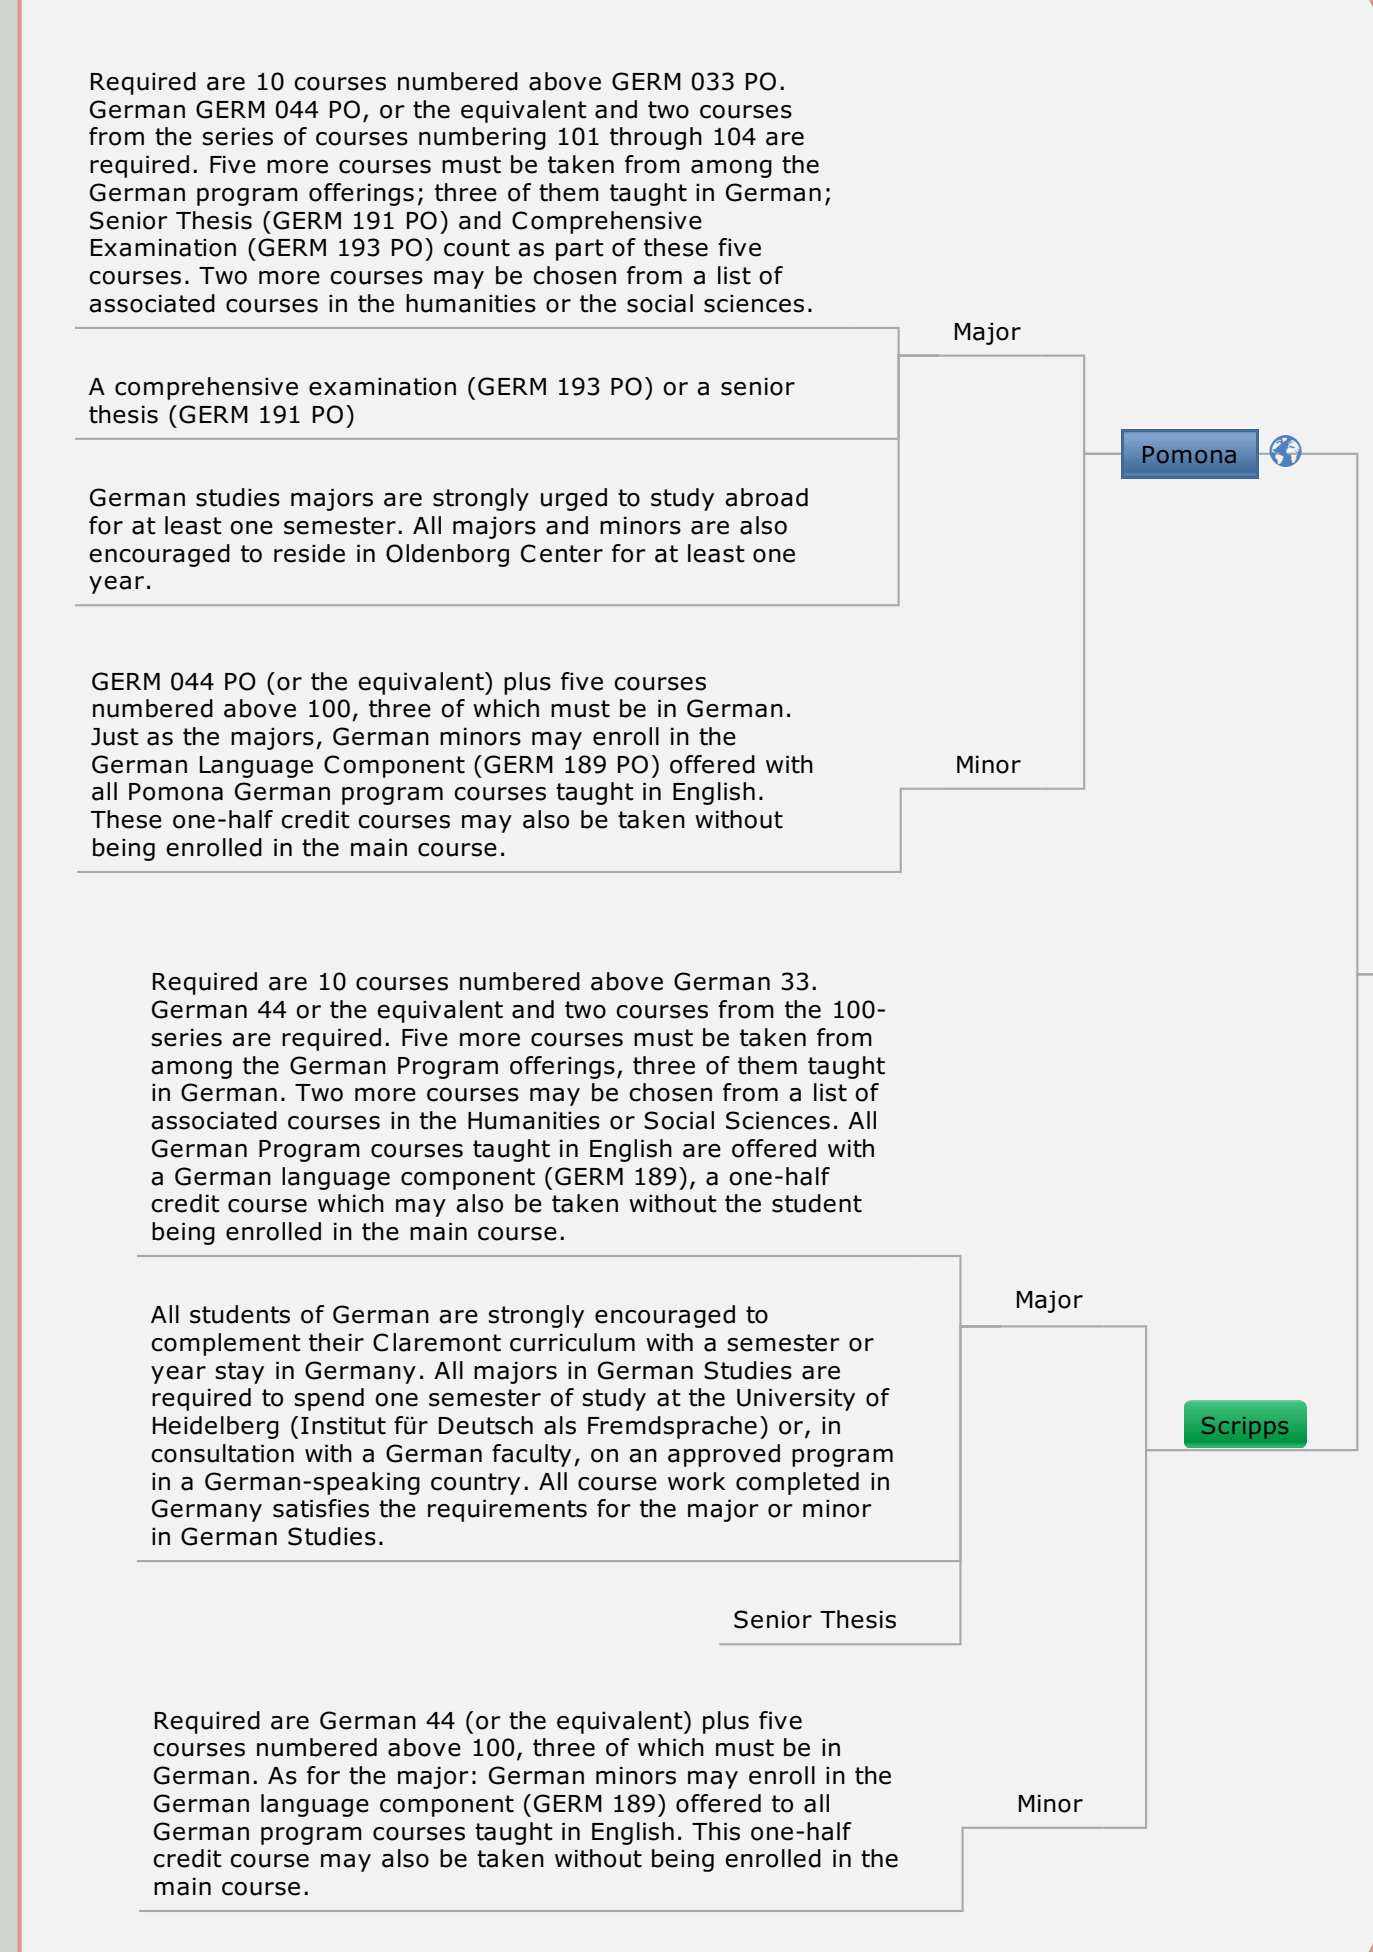 Required are 10 courses numbered above GERM 033 PO.
German GERM 044 PO, or the equivalent and two courses
from the series of courses numbering 101 through 104 are
required. Five more courses must be taken from among the
German program offerings; three of them taught in German;
Senior Thesis (GERM 191 PO) and Comprehensive
Examination (GERM 193 PO) count as part of these five
courses. Two more courses may be chosen from a list of
associated courses in the humanities or the social sciences.
Major
A comprehensive examination (GERM 193 PO) or a senior
thesis (GERM 191 PO)
Pomona
German studies majors are strongly urged to study abroad
for at least one semester. All majors and minors are also
encouraged to reside in Oldenborg Center for at least one
year.
GERM 044 PO (or the equivalent) plus five courses
numbered above 100, three of which must be in German.
Just as the majors, German minors may enroll in the
German Language Component (GERM 189 PO) offered with
all Pomona German program courses taught in English.
These one-half credit courses may also be taken without
being enrolled in the main course.
Minor
Required are 10 courses numbered above German 33.
German 44 or the equivalent and two courses from the 100-
series are required. Five more courses must be taken from
among the German Program offerings, three of them taught
in German. Two more courses may be chosen from a list of
associated courses in the Humanities or Social Sciences. All
German Program courses taught in English are offered with
a German language component (GERM 189), a one-half
credit course which may also be taken without the student
being enrolled in the main course.
Major
All students of German are strongly encouraged to
complement their Claremont curriculum with a semester or
year stay in Germany. All majors in German Studies are
required to spend one semester of study at the University of
Heidelberg (Institut für Deutsch als Fremdsprache) or, in
consultation with a German faculty, on an approved program
in a German-speaking country. All course work completed in
Germany satisfies the requirements for the major or minor
in German Studies.
Scripps
Senior Thesis
Required are German 44 (or the equivalent) plus five
courses numbered above 100, three of which must be in
German. As for the major: German minors may enroll in the
German language component (GERM 189) offered to all
German program courses taught in English. This one-half
credit course may also be taken without being enrolled in the
main course.
Minor